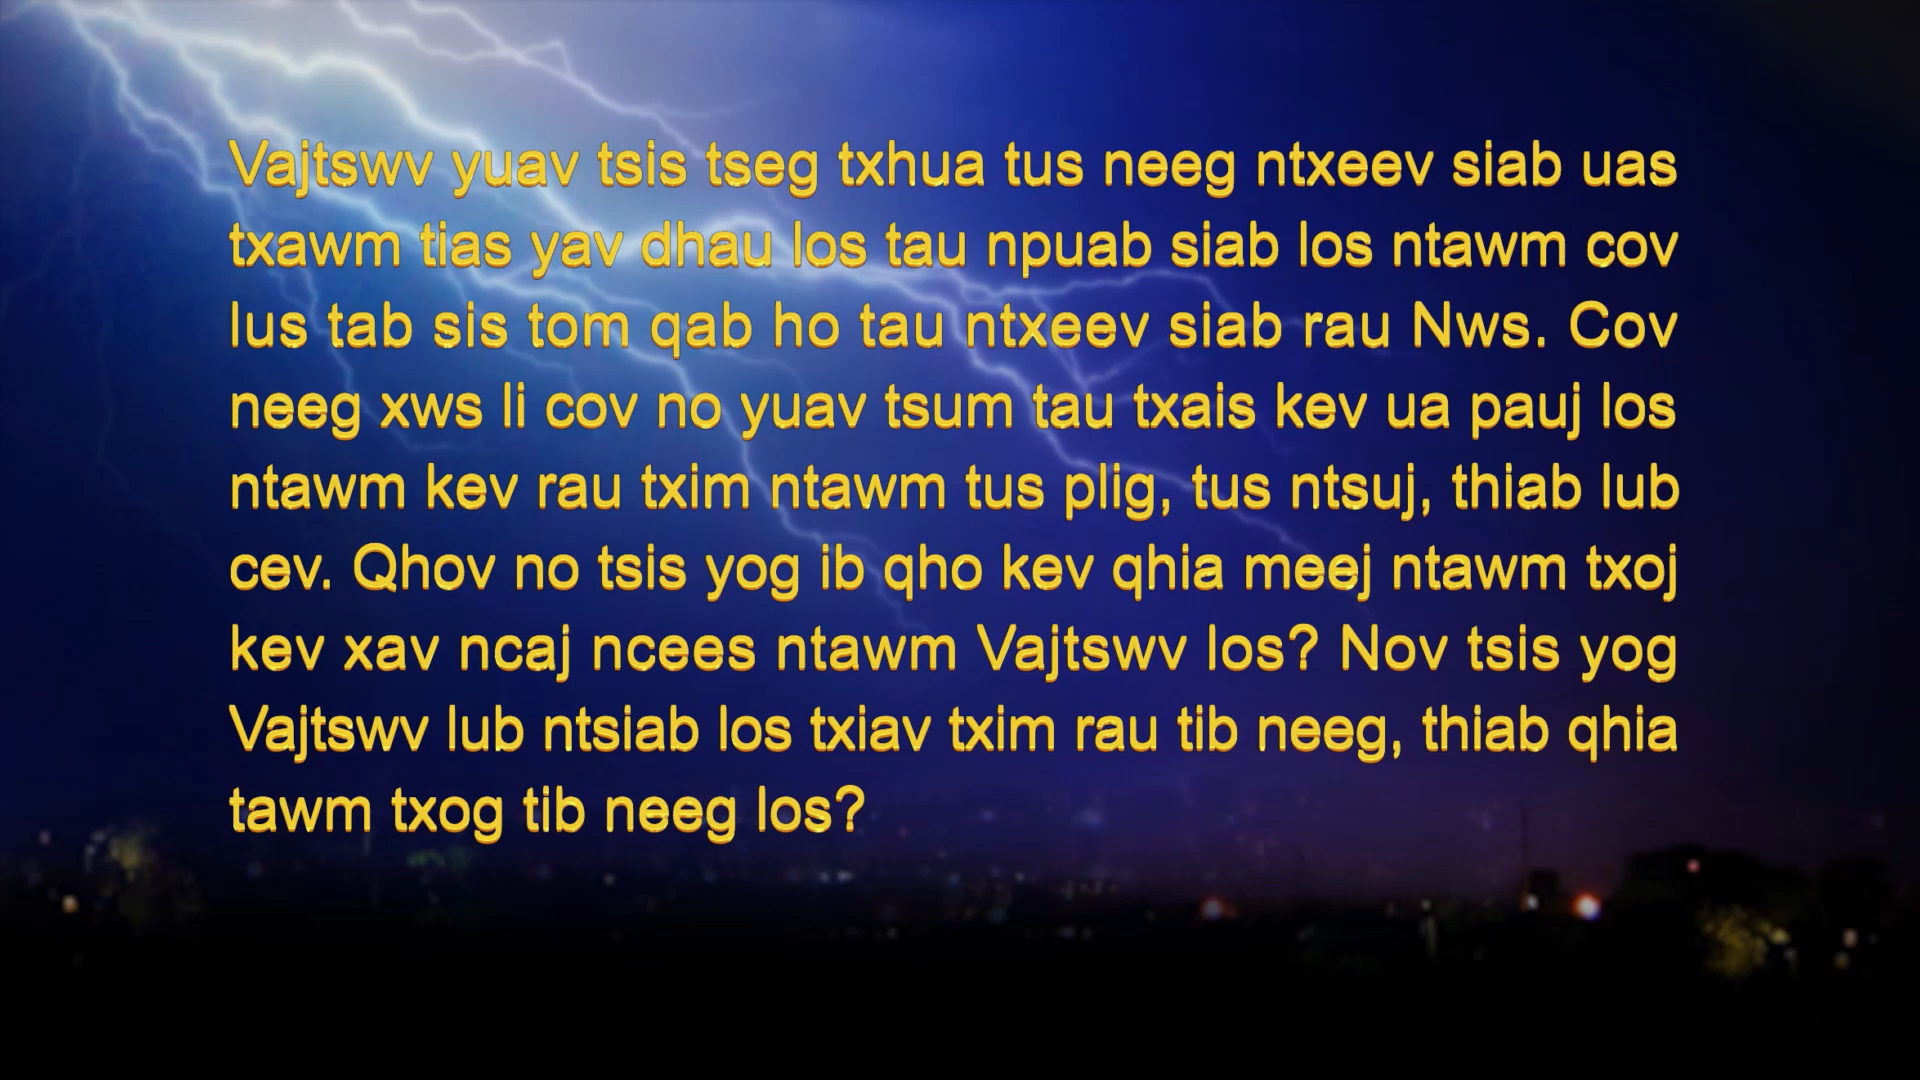 Vajtswv yuav tsis tseg txhua tus neeg ntxeev siab uas
txawm tias yav dhau los tau npuab siab los ntawm cov
lus tab sis tom qab ho tau ntxeev siab rau Nws. Cov
neeg xws li cov no yuav tsum tau txais kev ua pauj los
ntawm kev rau txim ntawm tus plig, tus ntsuj, thiab lub
cev. Qhov no tsis yog ib qho kev qhia meej ntawm txoj
kev xav ncaj ncees ntawm Vajtswv los? Nov tsis yog
Vajtswv lub ntsiab los txiav txim rau tib neeg, thiab qhia
tawm txog tib neeg los?